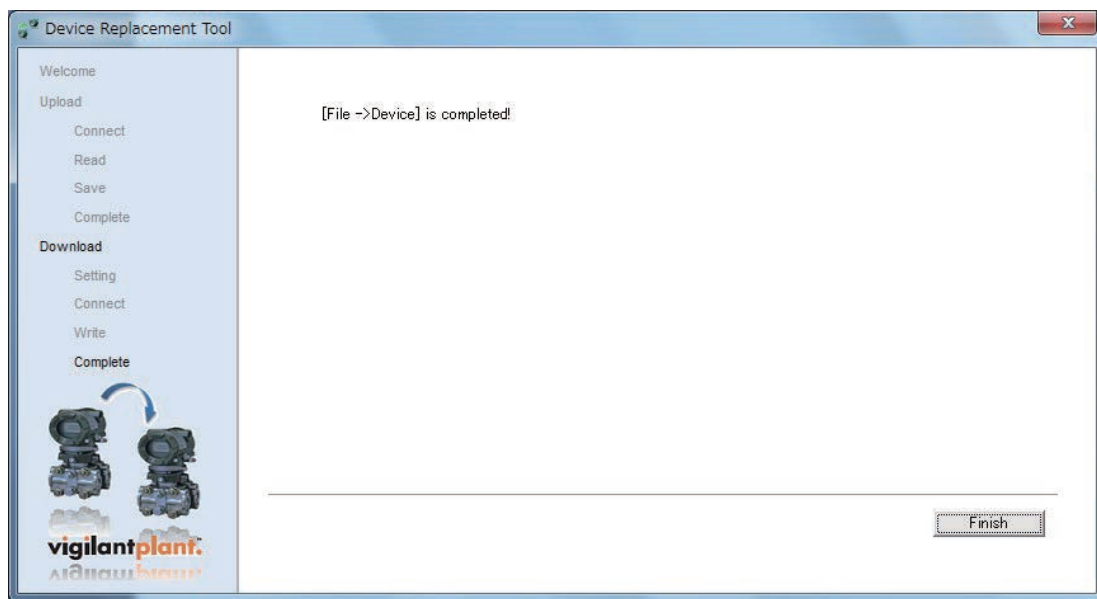 Device Replacement Tool
Welcome
Upload
Connect
Read
Save
Complete
Download
Setting
Connect
Write
Complete
vigilantplant.
[File ->Device] is completed!
Finish